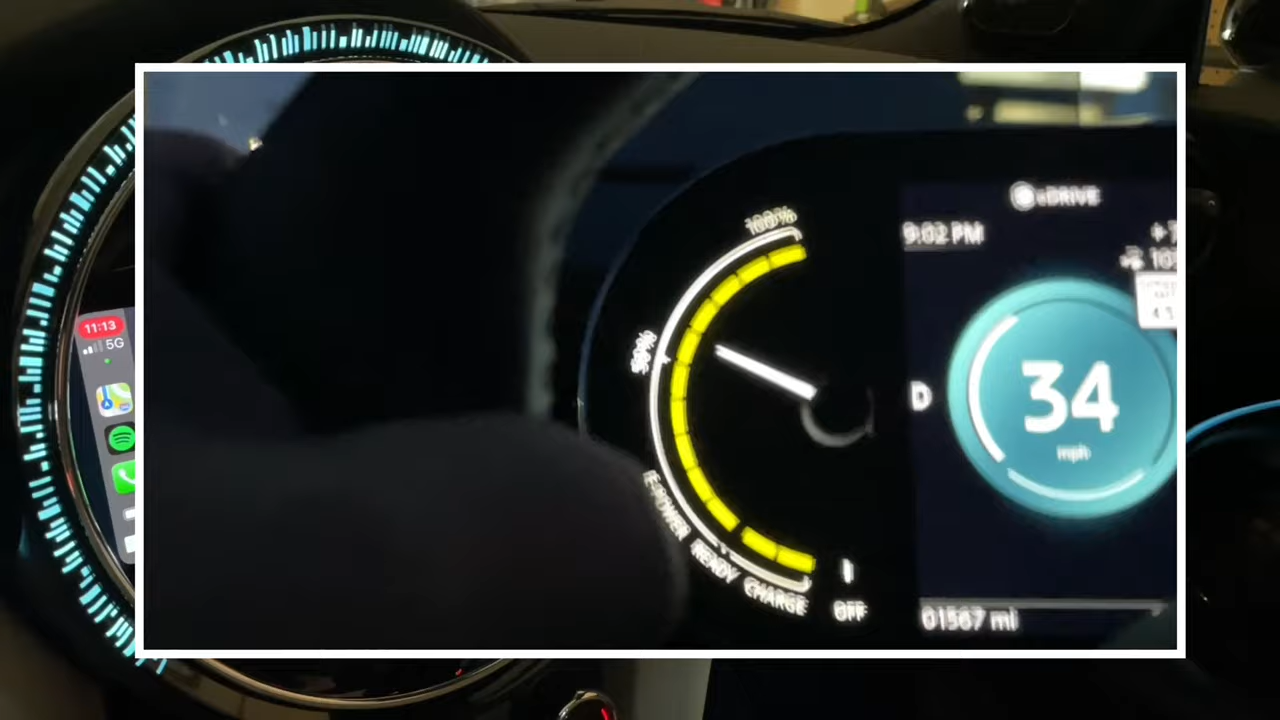 11:13
5G
100%
50%
E-POWER
READY
CHARGE
OFF
eDRIVE
9:02 PM
D
34
mph
01567 mi